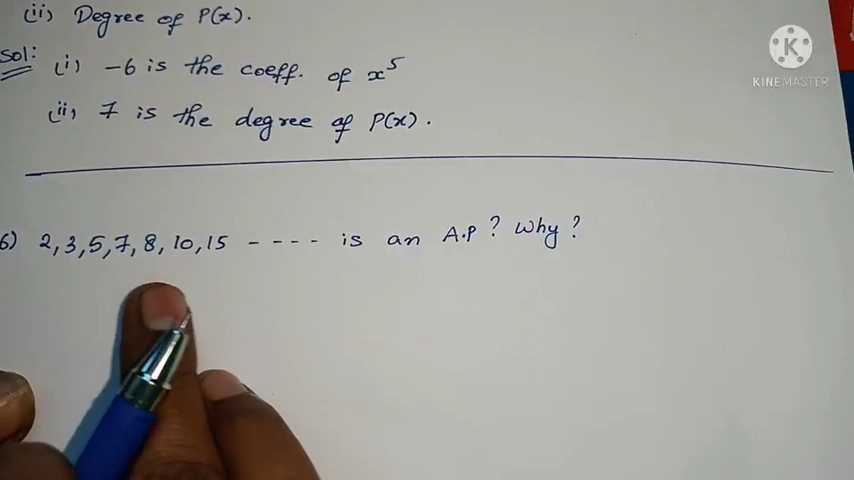 (ii) Degree of P(x).
Sol: (i) -6 is the coeff. of x⁵
(ii) 7 is the degree of P(x).
6) 2,3,5,7,8,10,15 ---- is an A.P? Why?
K
KINEMASTER